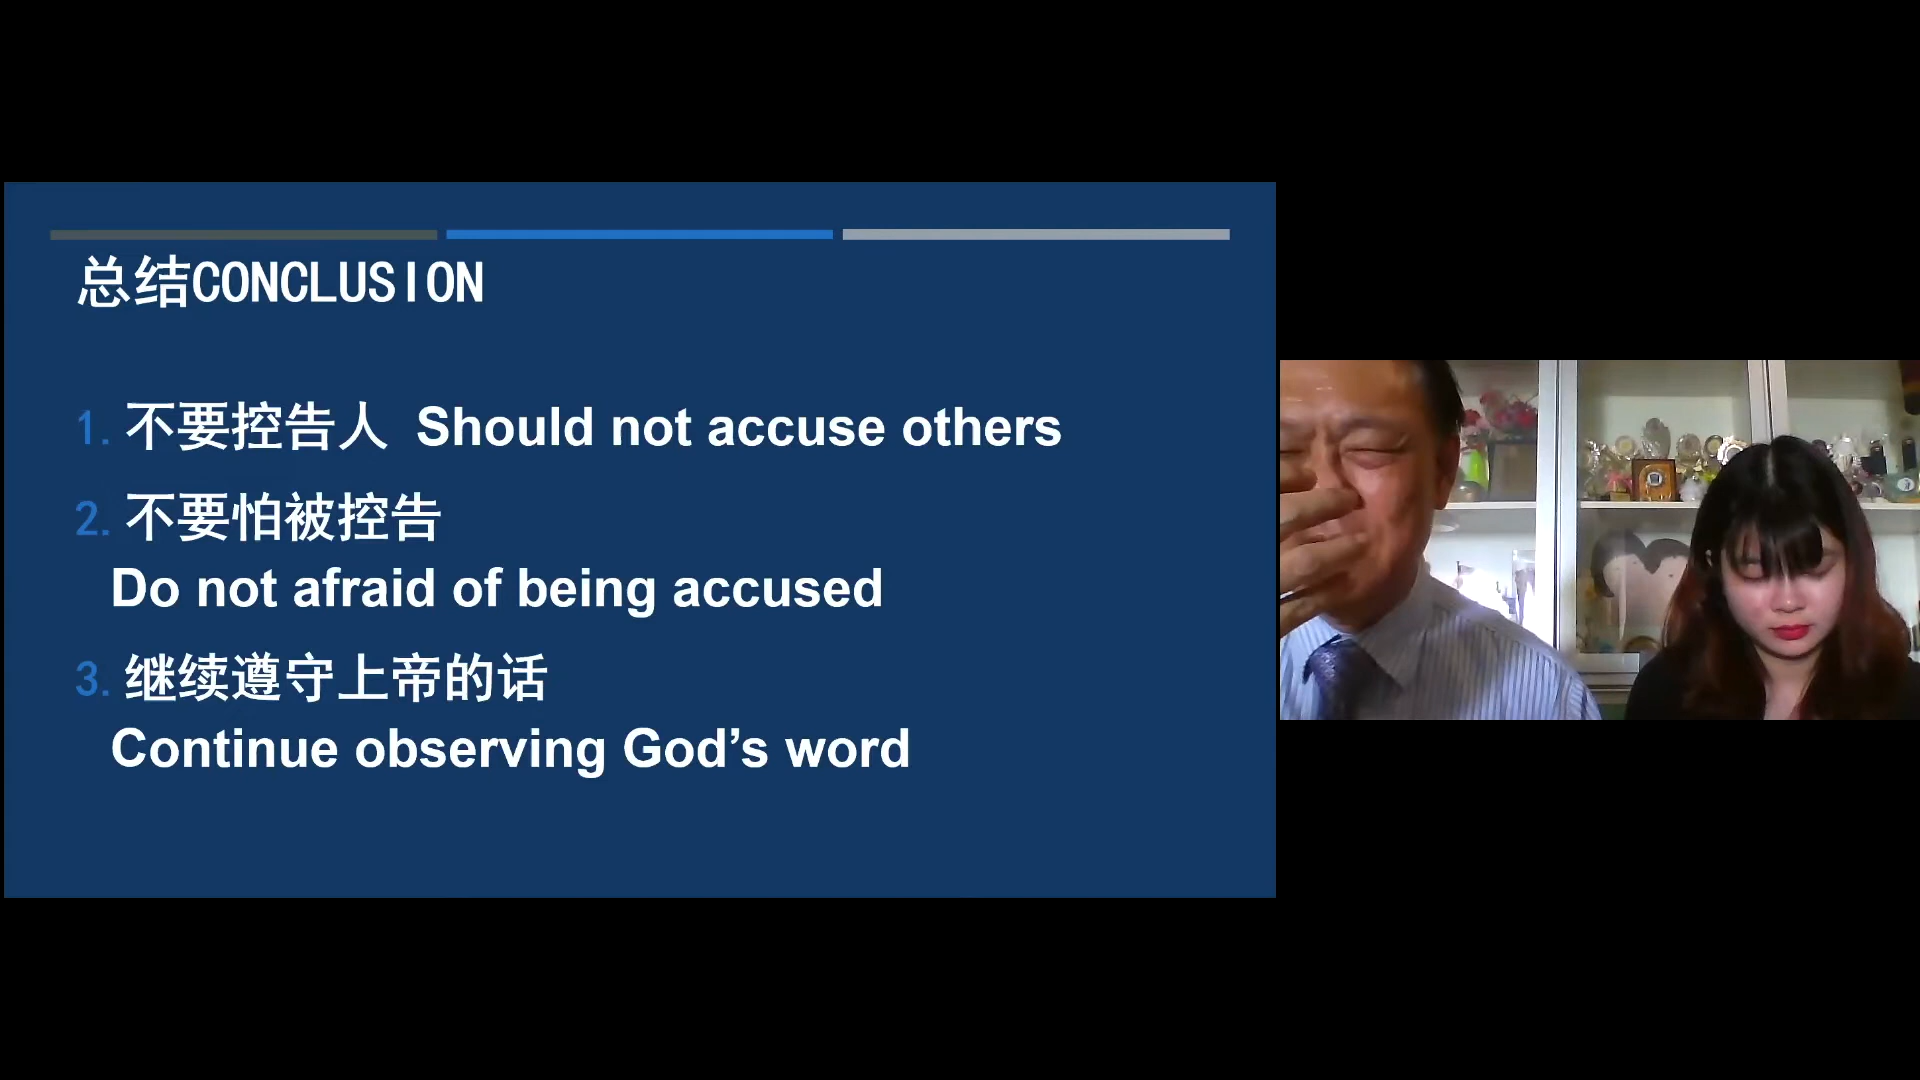 总结CONCLUSION
1. 不要控告人 Should not accuse others
2. 不要怕被控告
Do not afraid of being accused
3. 继续遵守上帝的话
Continue observing God’s word